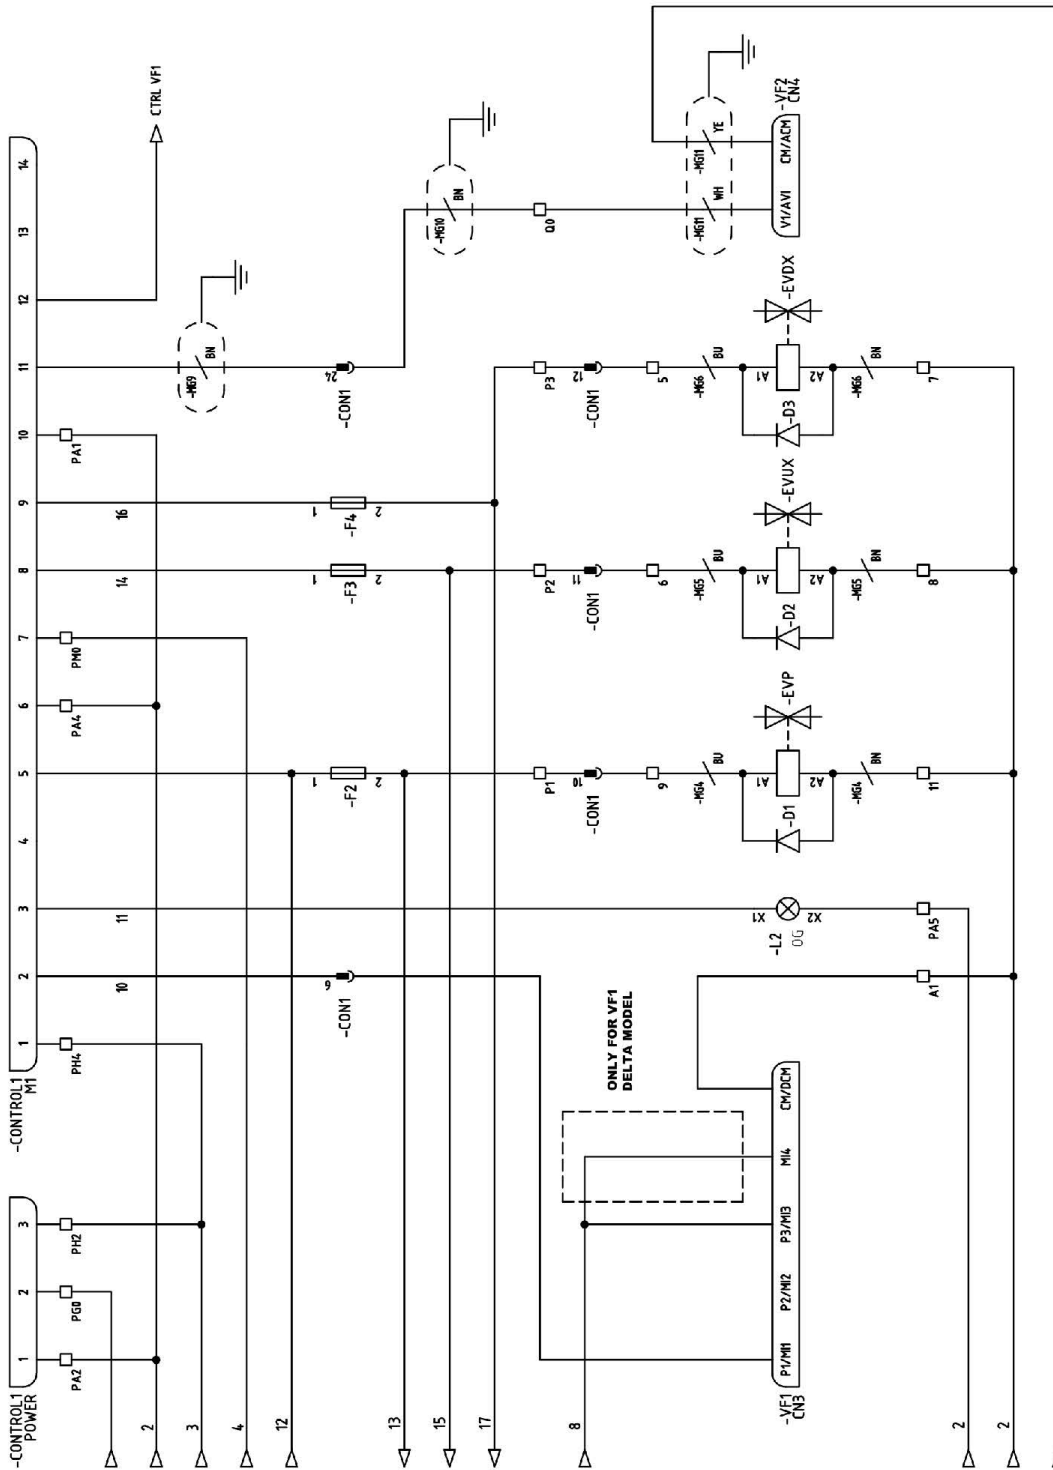 -CONTROL1
POWER
1
2
3
PA2
PG0
PH2
-CONTROL1
M1
1
2
3
4
5
6
7
8
9
10
11
12
13
14
PH4
PA4
PM0
PA1
10
11
14
16
-MG9
BN
CTRL VF1
2
3
4
12
13
15
17
8
2
2
9
-CON1
1
-F2
2
1
-F3
2
1
-F4
2
24
-CON1
-MG10
BN
Q0
P1
10
-CON1
9
P2
11
-CON1
6
P3
12
-CON1
5
ONLY FOR VF1
DELTA MODEL
-MG4
BU
-MG5
BU
-MG6
BU
-MG11
WH
-MG11
YE
-VF1
CN3
P1/MI1
P2/MI2
P3/MI3
MI4
CM/DCM
X1
-L2
OG
X2
A1
-D1
A2
-EVP
A1
-D2
A2
-EVUX
A1
-D3
A2
-EVDX
V1/AVI
CM/ACM
-VF2
CN4
-MG4
BN
-MG5
BN
-MG6
BN
A1
PA5
11
8
7